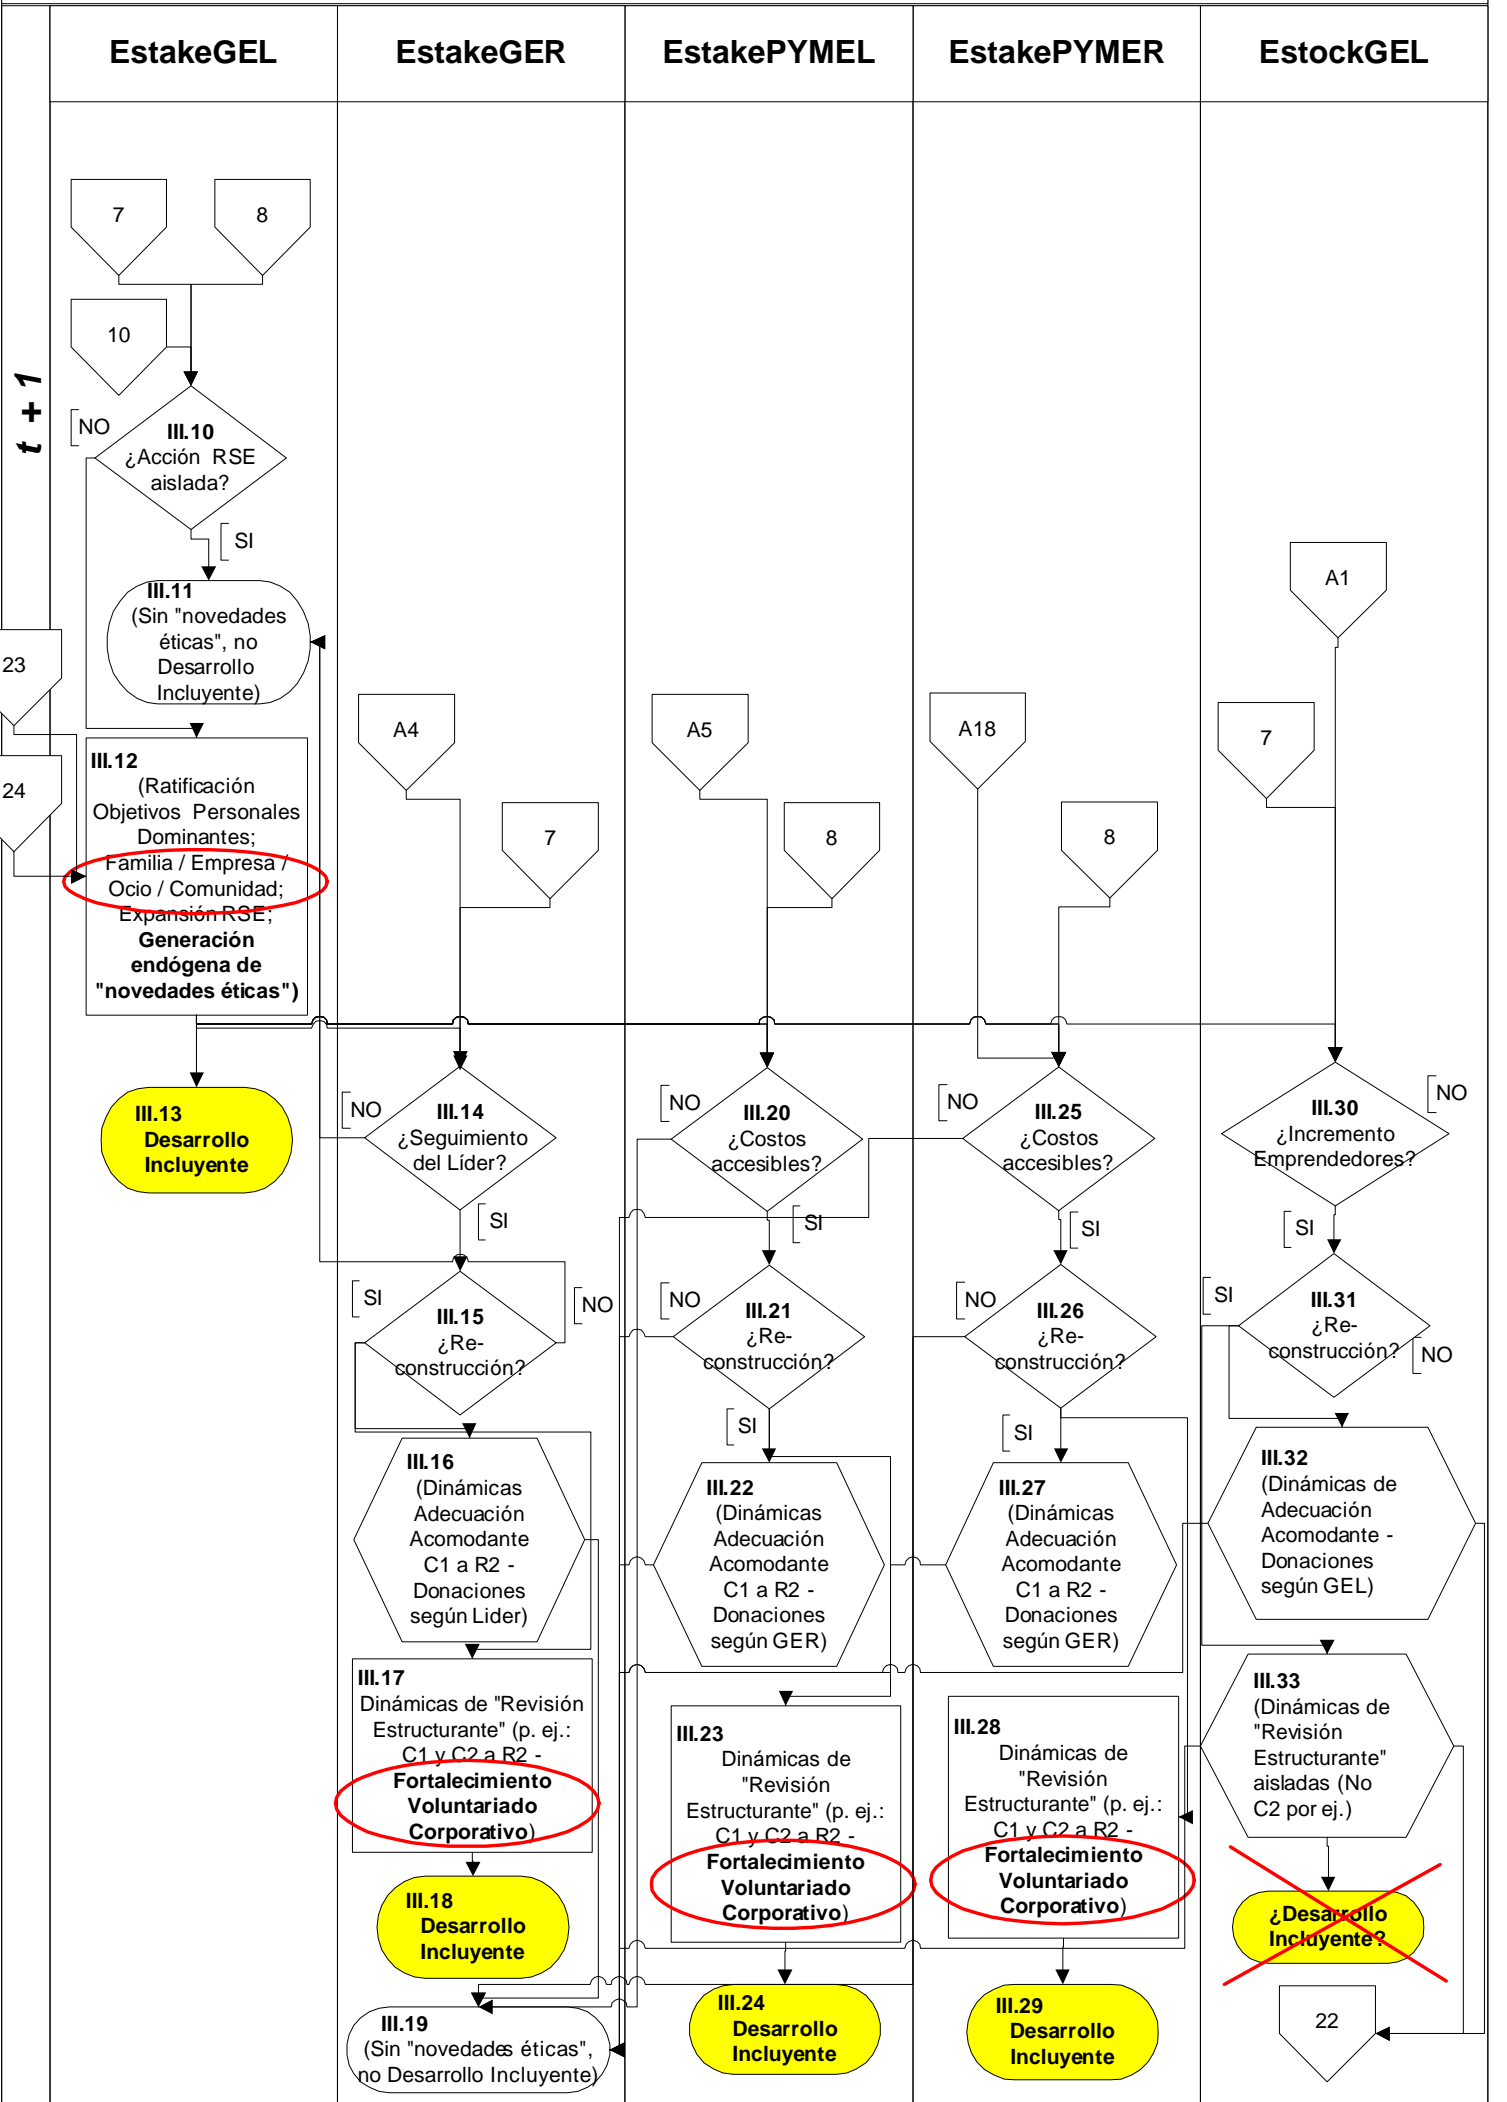 EstakeGEL
EstakeGER
EstakePYMEL
EstakePYMER
EstockGEL
t + 1
7
8
10
NO
III.10
¿Acción RSE
aislada?
SI
III.11
(Sin "novedades
éticas", no
Desarrollo
Incluyente)
23
24
III.12
(Ratificación
Objetivos Personales
Dominantes;
Familia / Empresa /
Ocio / Comunidad;
Expansión RSE;
Generación
endógena de
"novedades éticas")
III.13
Desarrollo
Incluyente
A4
7
NO
III.14
¿Seguimiento
del Líder?
SI
SI
III.15
¿Re-
construcción?
NO
III.16
(Dinámicas
Adecuación
Acomodante
C1 a R2 -
Donaciones
según Lider)
III.17
Dinámicas de "Revisión
Estructurante" (p. ej.:
C1 y C2 a R2 -
Fortalecimiento
Voluntariado
Corporativo)
III.18
Desarrollo
Incluyente
III.19
(Sin "novedades éticas",
no Desarrollo Incluyente)
A5
8
NO
III.20
¿Costos
accesibles?
SI
NO
III.21
¿Re-
construcción?
SI
III.22
(Dinámicas
Adecuación
Acomodante
C1 a R2 -
Donaciones
según GER)
III.23
Dinámicas de
"Revisión
Estructurante" (p. ej.:
C1 y C2 a R2 -
Fortalecimiento
Voluntariado
Corporativo)
III.24
Desarrollo
Incluyente
A18
8
NO
III.25
¿Costos
accesibles?
SI
NO
III.26
¿Re-
construcción?
SI
III.27
(Dinámicas
Adecuación
Acomodante
C1 a R2 -
Donaciones
según GER)
III.28
Dinámicas de
"Revisión
Estructurante" (p. ej.:
C1 y C2 a R2 -
Fortalecimiento
Voluntariado
Corporativo)
III.29
Desarrollo
Incluyente
A1
7
NO
III.30
¿Incremento
Emprendedores?
SI
SI
III.31
¿Re-
construcción?
NO
III.32
(Dinámicas de
Adecuación
Acomodante -
Donaciones
según GEL)
III.33
(Dinámicas de
"Revisión
Estructurante"
aisladas (No
C2 por ej.)
¿Desarrollo
Incluyente?
22